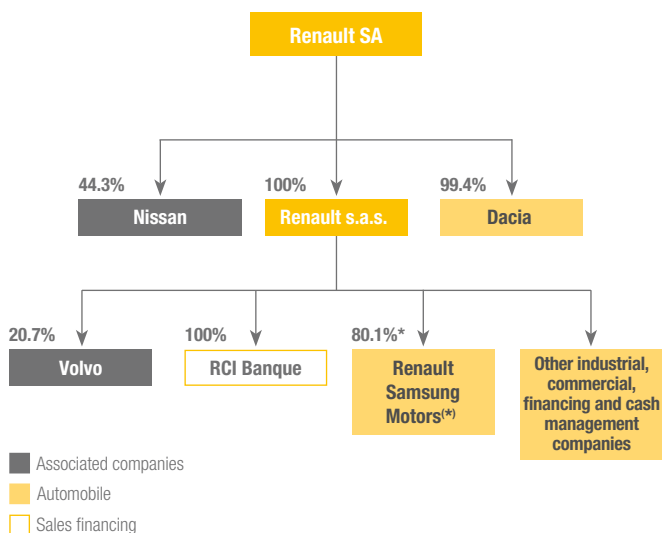 Renault SA
44.3%
100%
99.4%
Nissan
Renault s.a.s.
Dacia
20.7%
100%
80.1%*
Volvo
RCI Banque
Renault
Samsung
Motors(*)
Other industrial,
commercial,
financing and cash
management
companies
Associated companies
Automobile
Sales financing